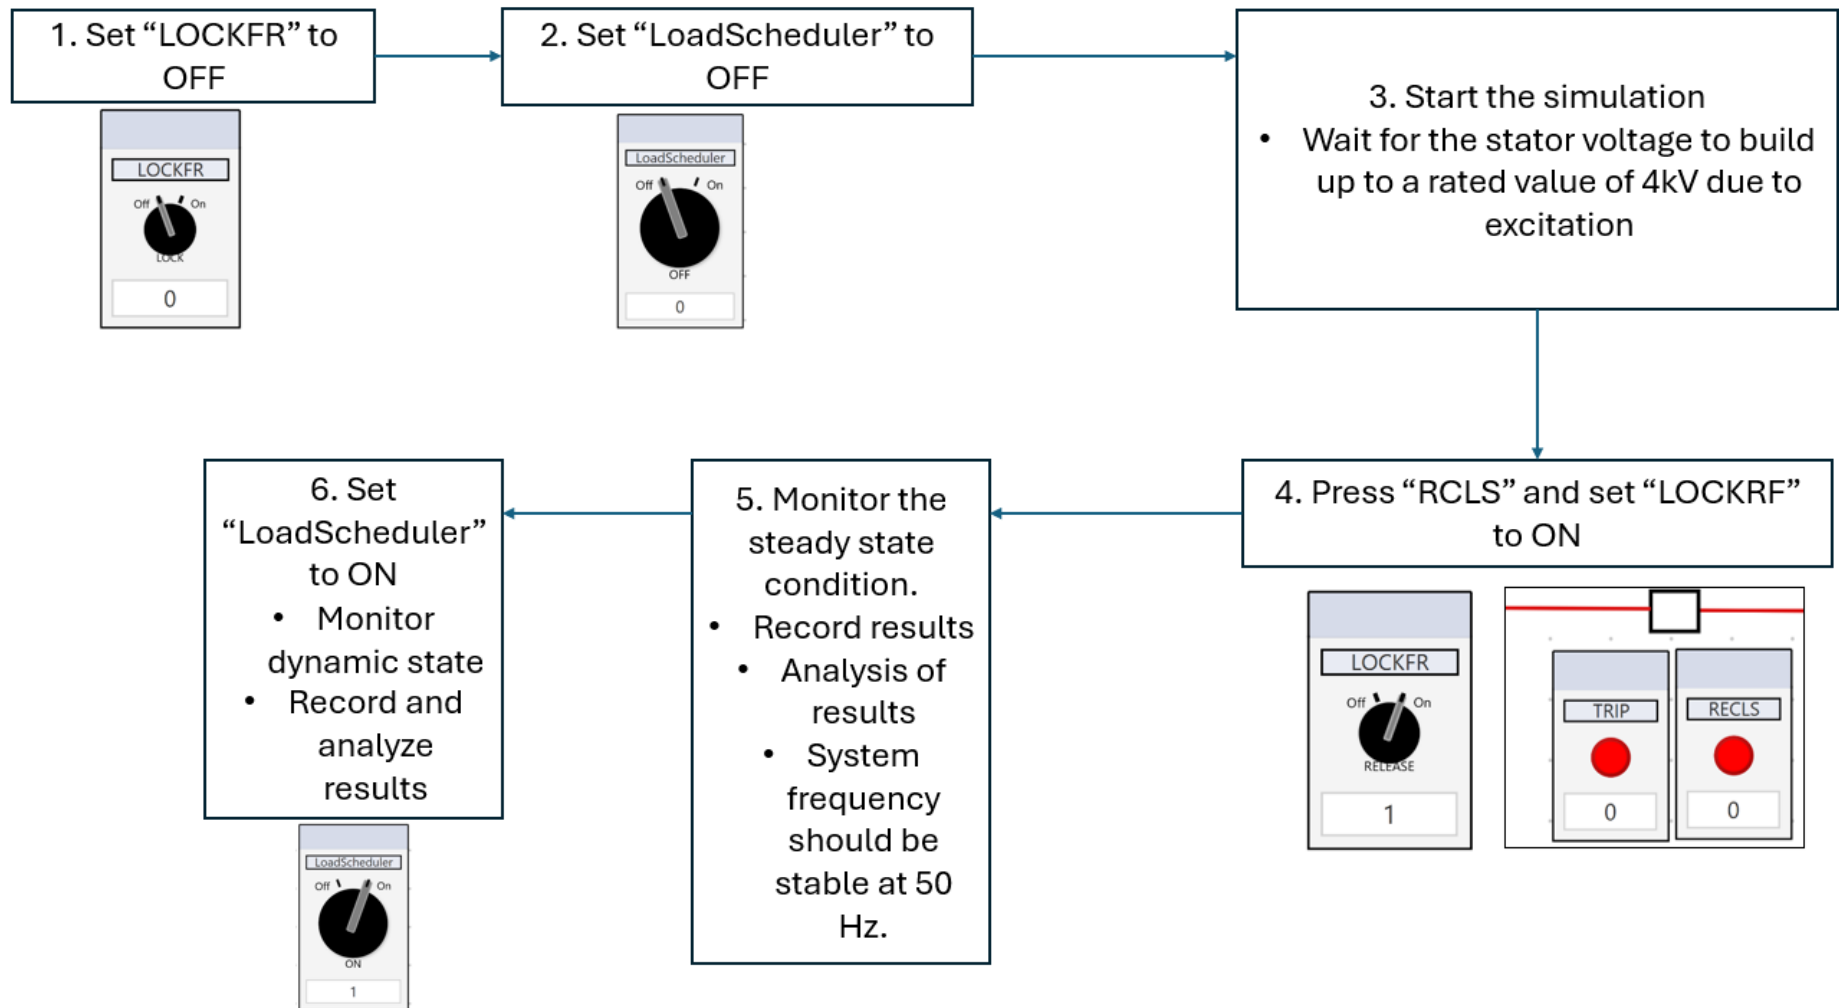 1. Set “LOCKFR” to
OFF
LOCKFR
Off
On
LOCK
0
2. Set “LoadScheduler” to
OFF
LoadScheduler
Off
On
OFF
0
3. Start the simulation
• Wait for the stator voltage to build
up to a rated value of 4kV due to
excitation
4. Press “RCLS” and set “LOCKRF”
to ON
LOCKFR
Off
On
RELEASE
1
TRIP
0
RECLS
0
5. Monitor the
steady state
condition.
• Record results
• Analysis of
results
• System
frequency
should be
stable at 50
Hz.
6. Set
“LoadScheduler”
to ON
• Monitor
dynamic state
• Record and
analyze
results
LoadScheduler
Off
On
ON
1